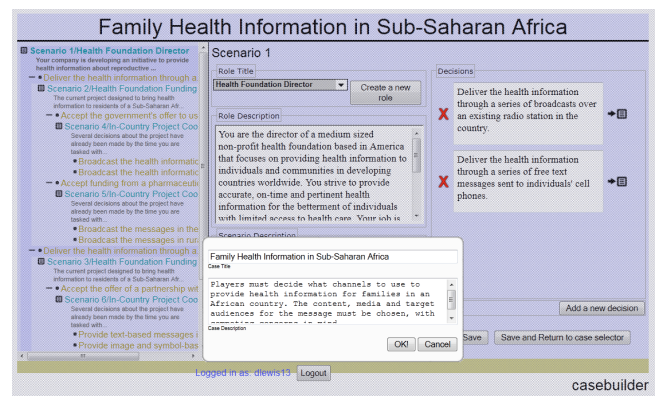 Family Health Information in Sub-Saharan Africa
Scenario 1/Health Foundation Director
Your company is developing an initiative to provide
health information about reproductive ...
Deliver the health information through a
Scenario 2/Health Foundation Funding
The current project designed to bring health
information to residents of a Sub-Saharan Afr...
Accept the government's offer to us
Scenario 4/In-Country Project Coo
Several decisions about the project have
already been made by the time you are
tasked with...
Broadcast the health informatic
Broadcast the health informatic
Accept funding from a pharmaceuti
Scenario 5/In-Country Project Coo
Several decisions about the project have
already been made by the time you are
tasked with...
Broadcast the messages in the
Broadcast the messages in rur
Deliver the health information through a
Scenario 3/Health Foundation Funding
The current project designed to bring health
information to residents of a Sub-Saharan Afr...
Accept the offer of a partnership wit
Scenario 6/In-Country Project Coo
Several decisions about the project have
already been made by the time you are
tasked with...
Provide text-based messages i
Provide image and symbol-bas
Scenario 1
Role Title
Health Foundation Director
Create a new
role
Role Description
You are the director of a medium sized
non-profit health foundation based in America
that focuses on providing health information to
individuals and communities in developing
countries worldwide. You strive to provide
accurate, on-time and pertinent health
information for the betterment of individuals
with limited access to health care. Your job is
Scenario Description
Decisions
Deliver the health information
through a series of broadcasts over
an existing radio station in the
country.
Deliver the health information
through a series of free text
messages sent to individuals' cell
phones.
Add a new decision
Save
Save and Return to case selector
Family Health Information in Sub-Saharan Africa
Case Title
Players must decide what channels to use to
provide health information for families in an
African country. The content, media and target
audiences for the message must be chosen, with
Case Description
OK!
Cancel
Logged in as: dlewis13
Logout
casebuilder